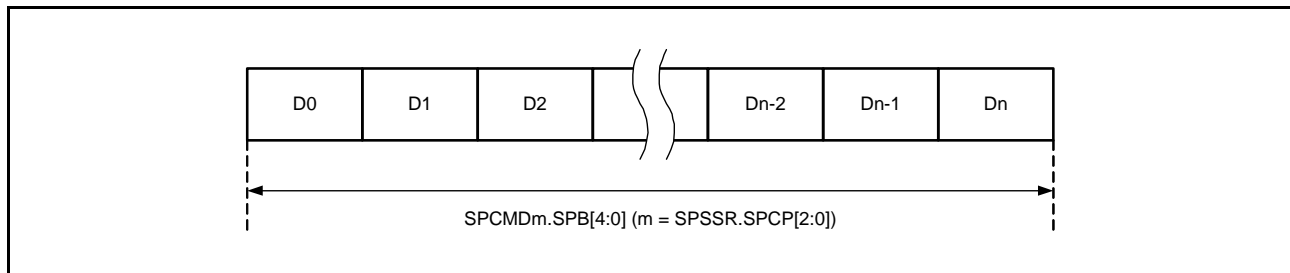 D0 D1 D2 Dn-2 Dn-1 Dn
SPCMDm.SPB[4:0] (m = SPSSR.SPCP[2:0])